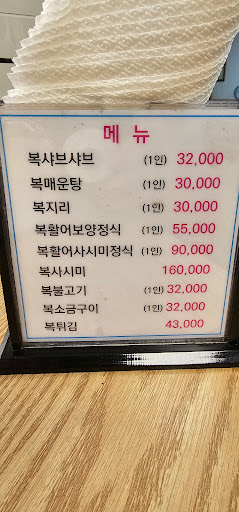 메 뉴
복샤브샤브 (1인) 32,000
복매운탕 (1인) 30,000
복지리 (1인) 30,000
복활어보양정식 (1인) 55,000
복활어사시미정식 (1인) 90,000
복사시미 160,000
복불고기 (1인) 32,000
복소금구이 (1인) 32,000
복튀김 43,000